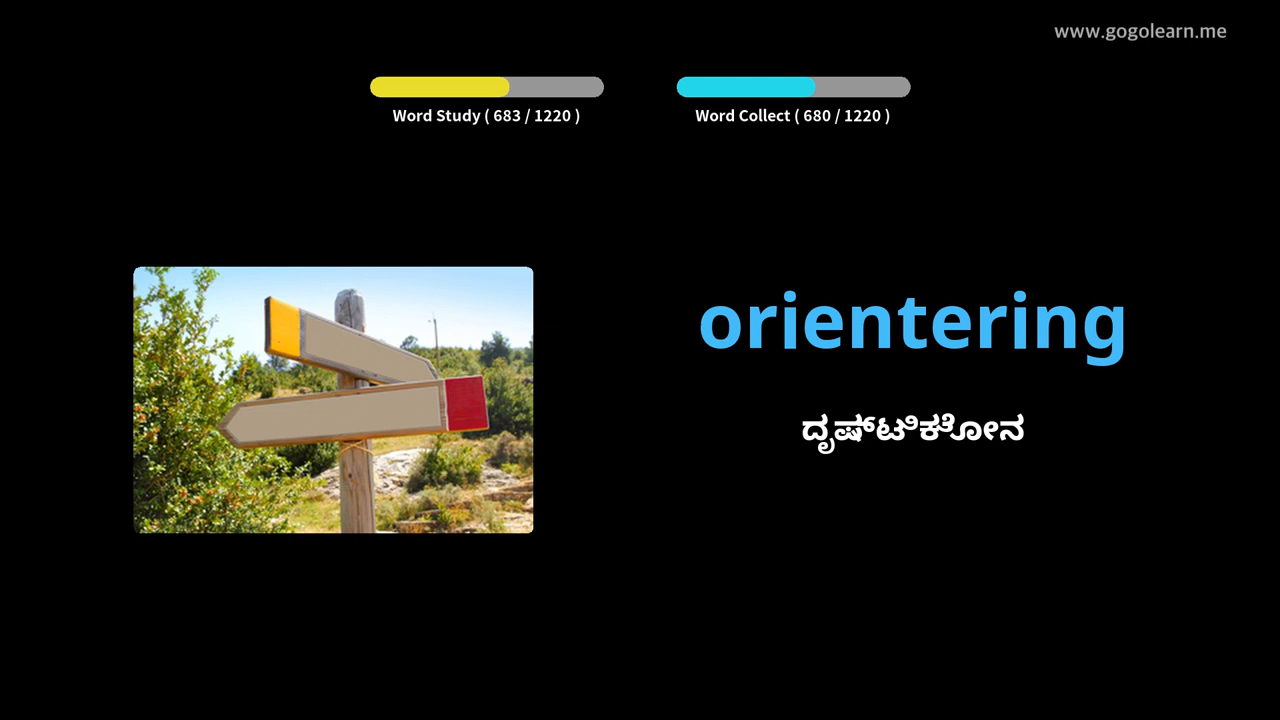 www.gogolearn.me
Word Study ( 683 / 1220 )
Word Collect ( 680 / 1220 )
orientering
ದೃಷ್ಟಿಕೋನ